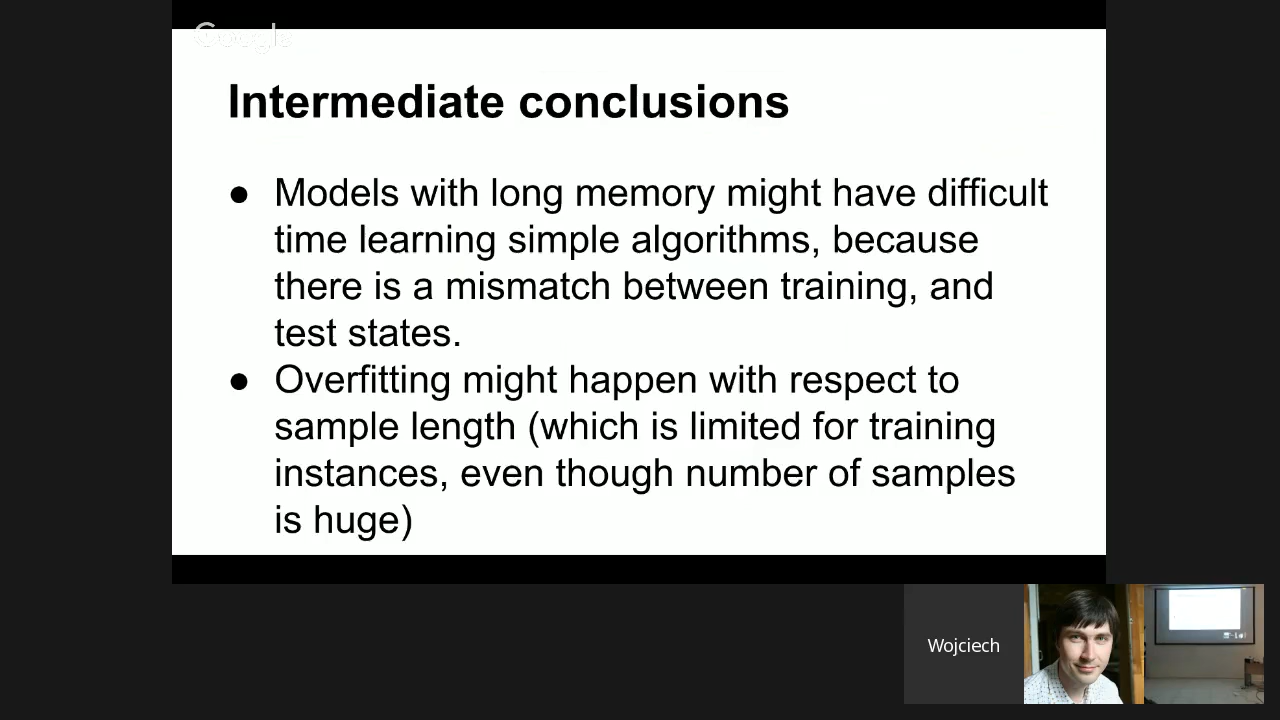 Google
Intermediate conclusions
● Models with long memory might have difficult
time learning simple algorithms, because
there is a mismatch between training, and
test states.
● Overfitting might happen with respect to
sample length (which is limited for training
instances, even though number of samples
is huge)
Wojciech